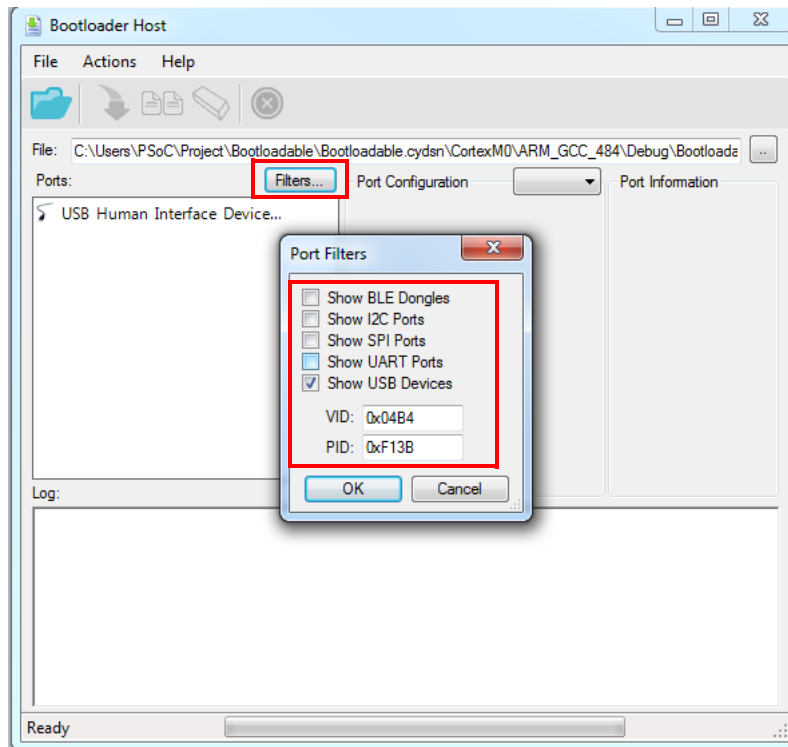 Bootloader Host
File Actions Help
File: C:\Users\PSoC\Project\Bootloadable\Bootloadable.cydsn\CortexM0\ARM_GCC_484\Debug\Bootloada ..
Ports: Filters... Port Configuration Port Information
USB Human Interface Device...
Port Filters
Show BLE Dongles
Show I2C Ports
Show SPI Ports
Show UART Ports
Show USB Devices
VID: 0x04B4
PID: 0xF13B
OK Cancel
Log:
Ready